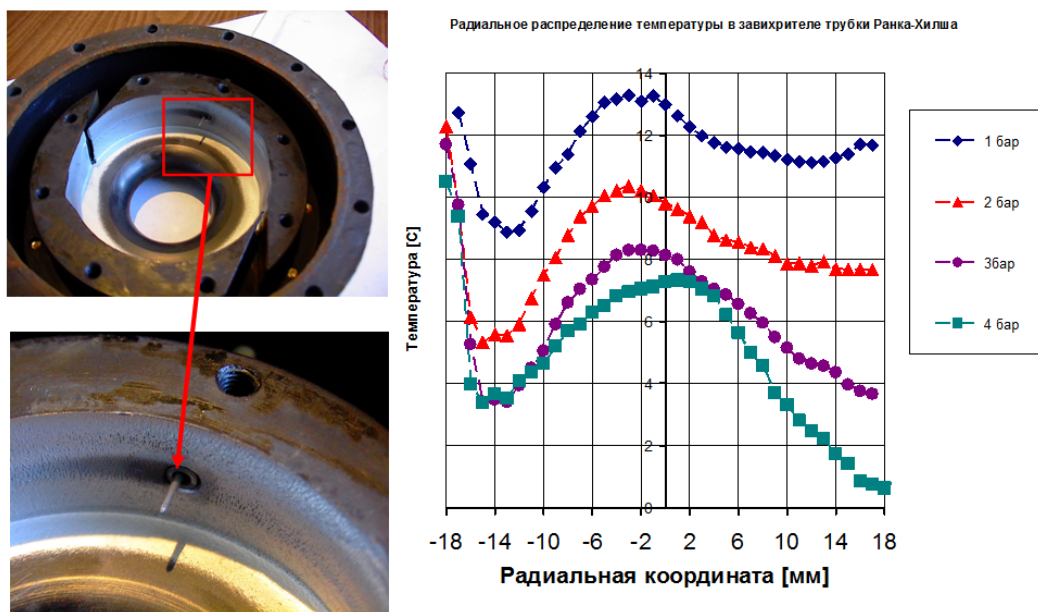 Радиальное распределение температуры в завихрителе трубки Ранка-Хилша
14
12
10
8
6
4
2
0
Температура [C]
-18 -14 -10 -6 -2 2 6 10 14 18
Радиальная координата [мм]
1 бар
2 бар
3бар
4 бар